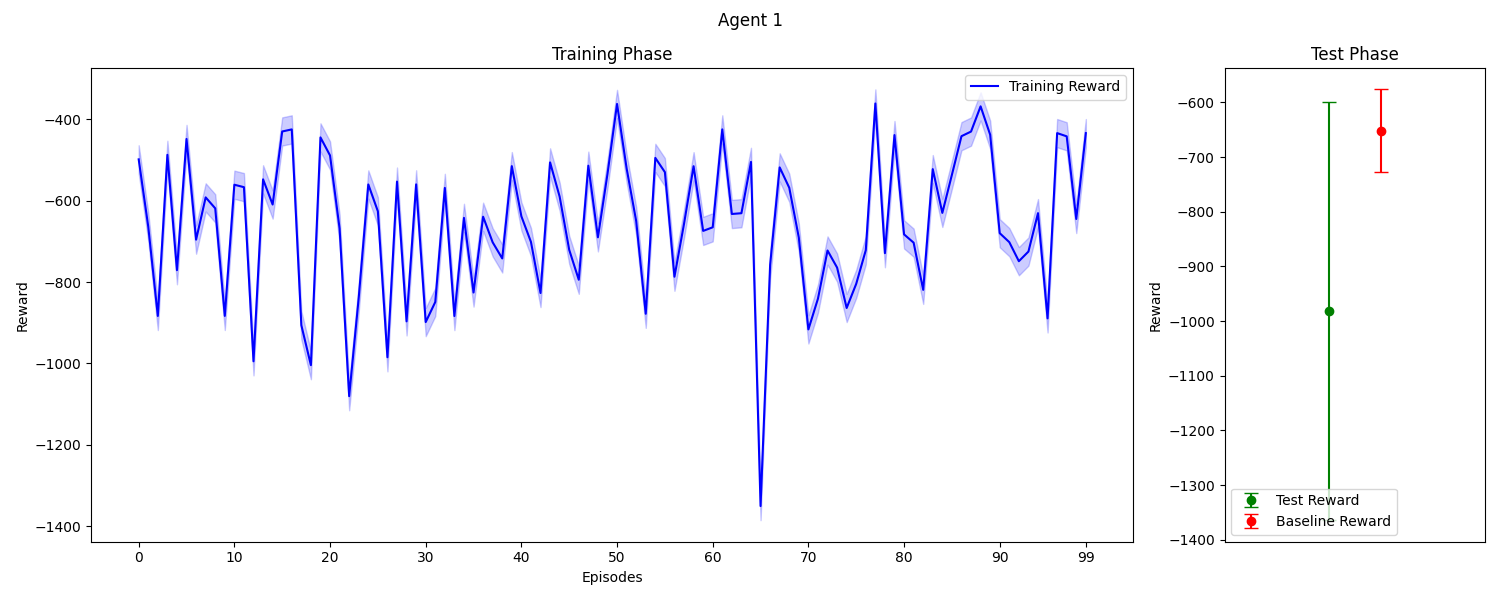 Agent 1
Training Phase
Training Reward
−400
−600
−800
−1000
−1200
−1400
Reward
0 10 20 30 40 50 60 70 80 90 99
Episodes
Test Phase
−600
−700
−800
−900
−1000
−1100
−1200
−1300
−1400
Reward
Test Reward
Baseline Reward